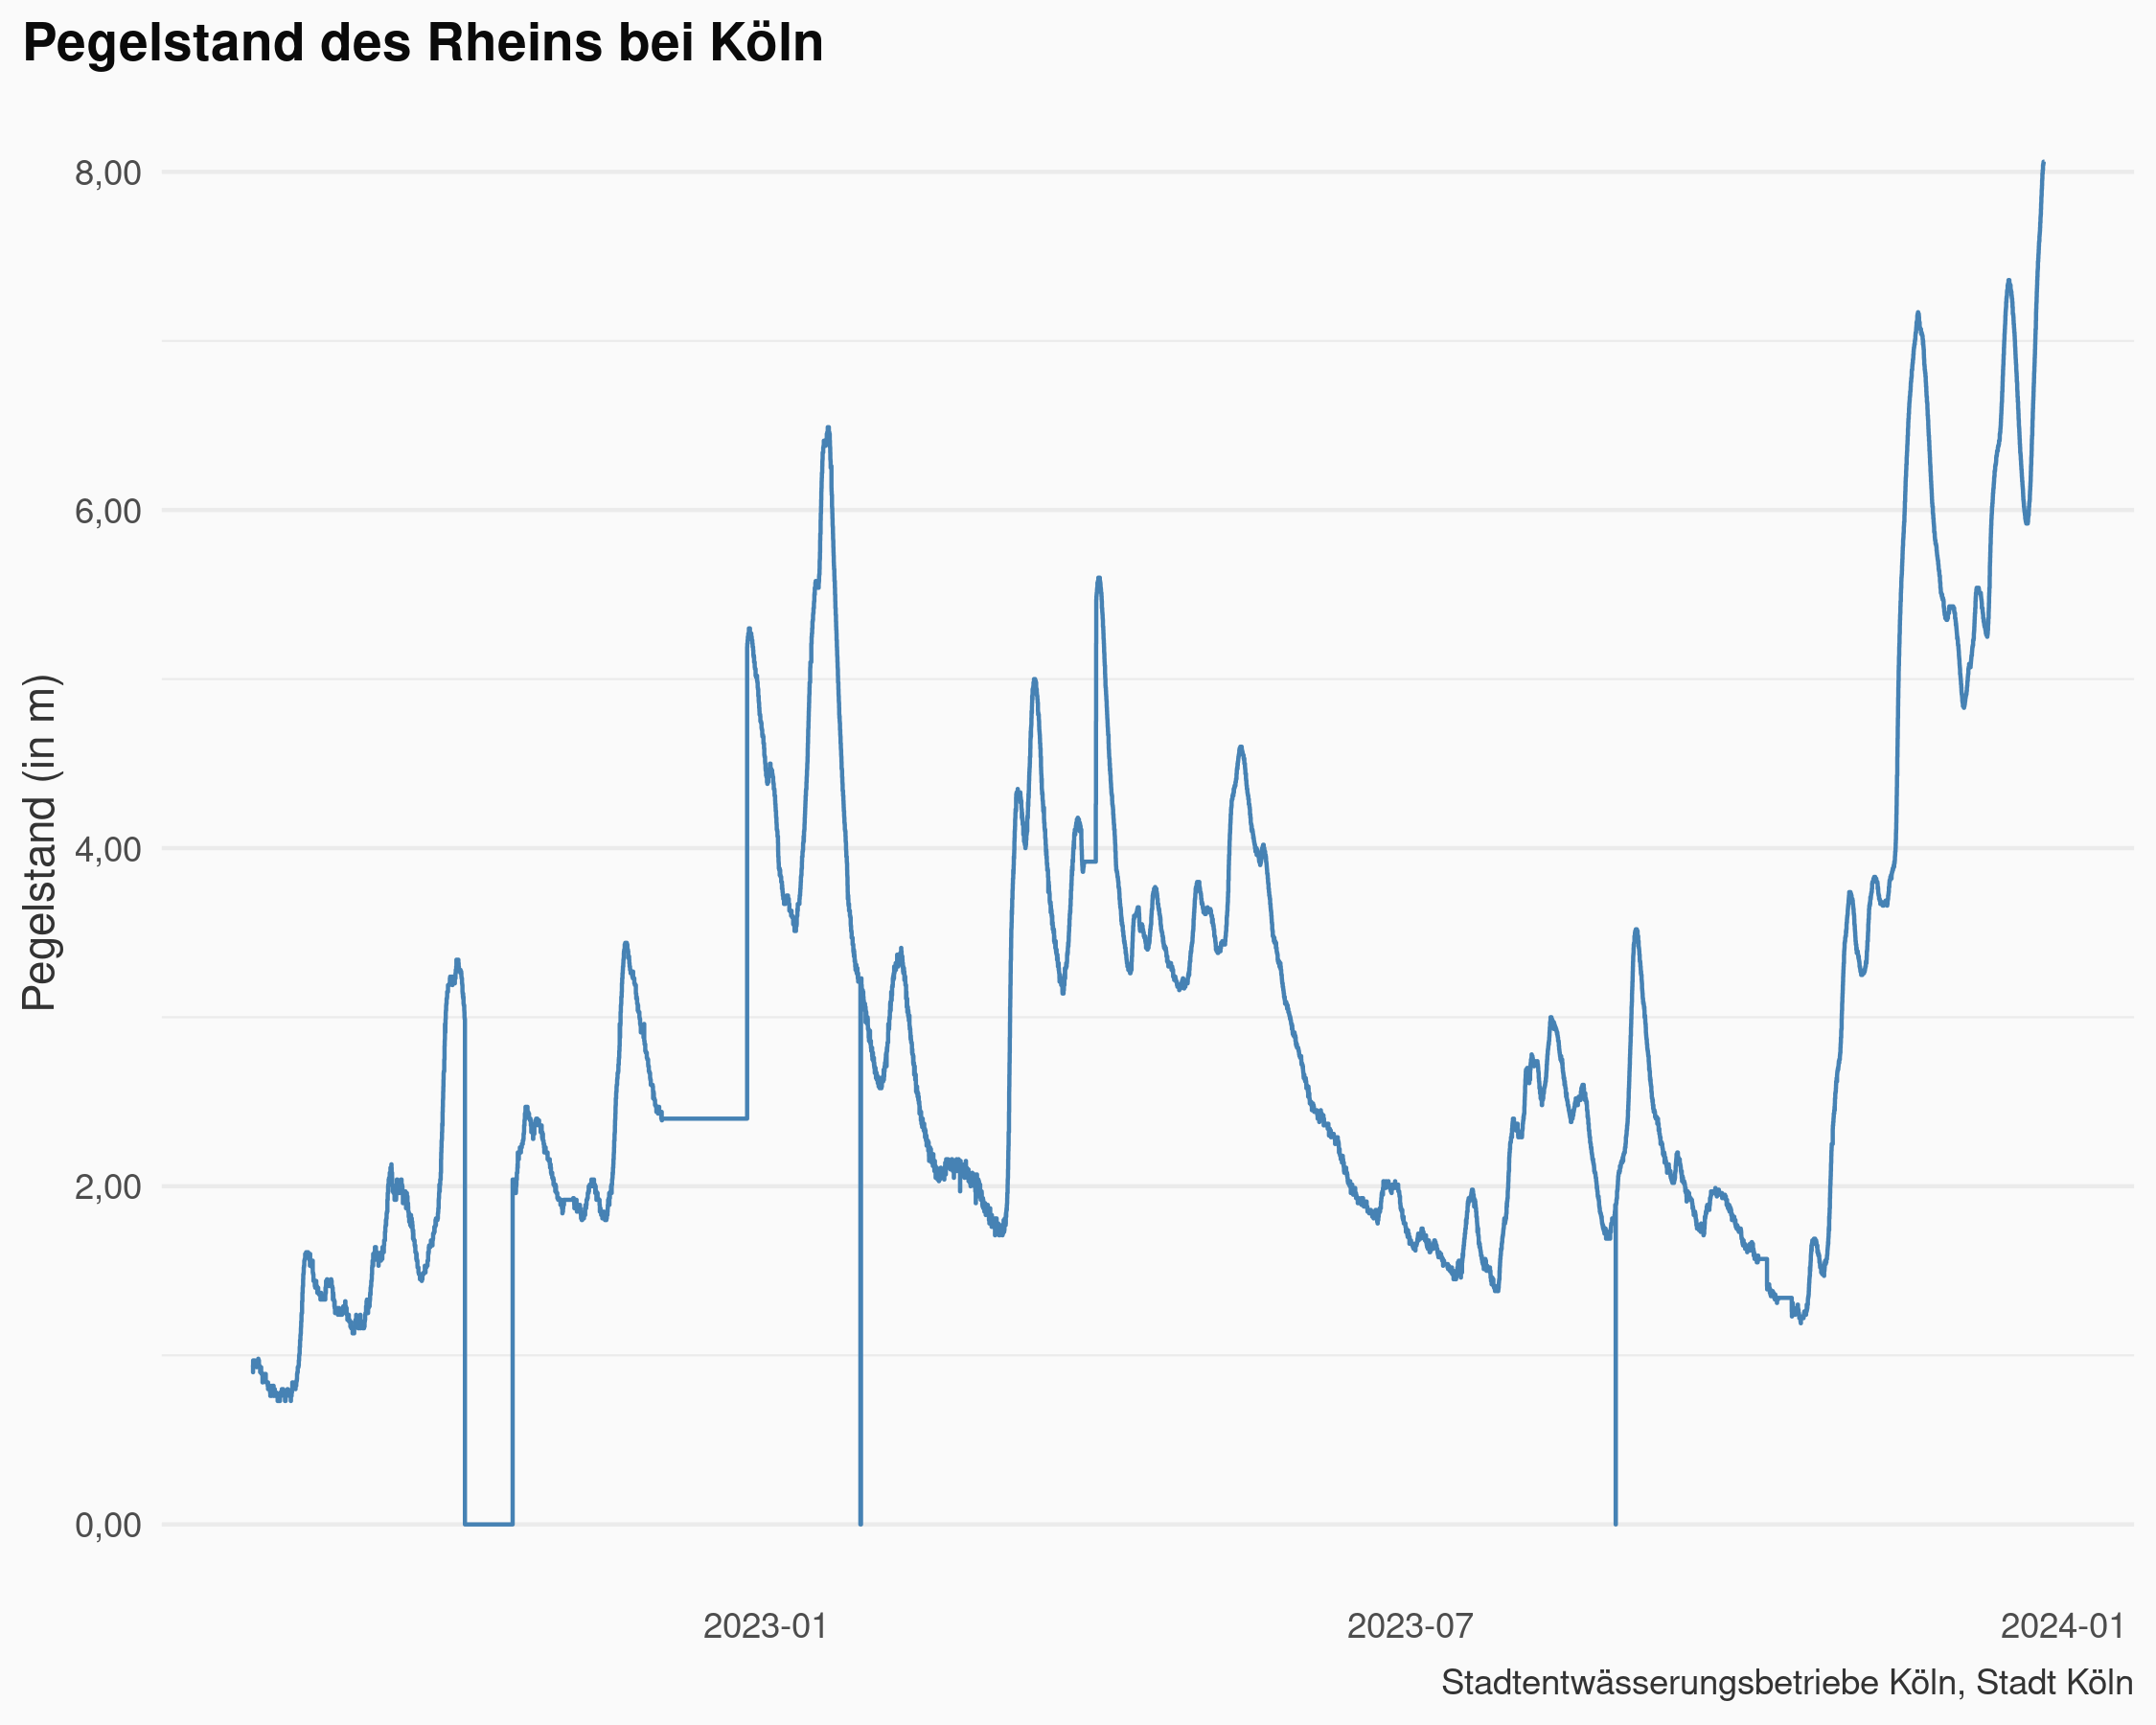 Pegelstand des Rheins bei Köln
Pegelstand (in m)
8,00
6,00
4,00
2,00
0,00
2023-01
2023-07
2024-01
Stadtentwässerungsbetriebe Köln, Stadt Köln